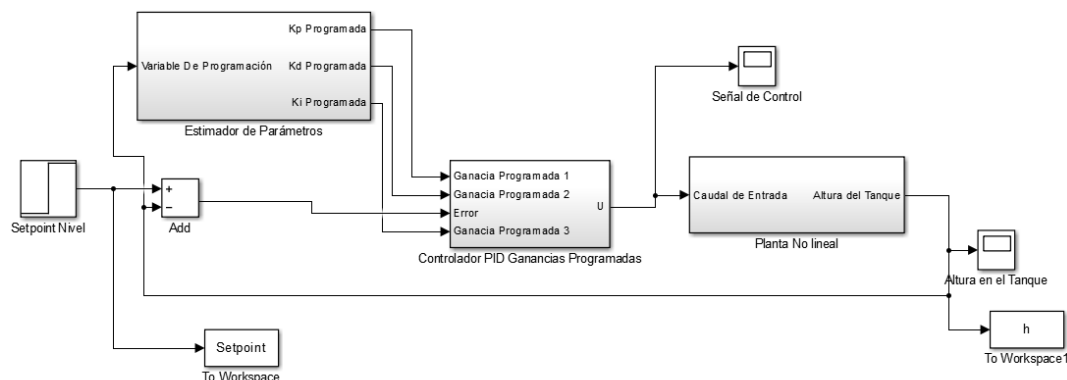 Kp Programada
Variable De Programación
Kd Programada
Ki Programada
Estimador de Parámetros
Señal de Control
Setpoint Nivel
+
−
Add
Ganacia Programada 1
Ganacia Programada 2
Error
Ganacia Programada 3
U
Controlador PID Ganancias Programadas
Caudal de Entrada
Altura del Tanque
Planta No lineal
Altura en el Tanque
Setpoint
To Workspace
h
To Workspace1